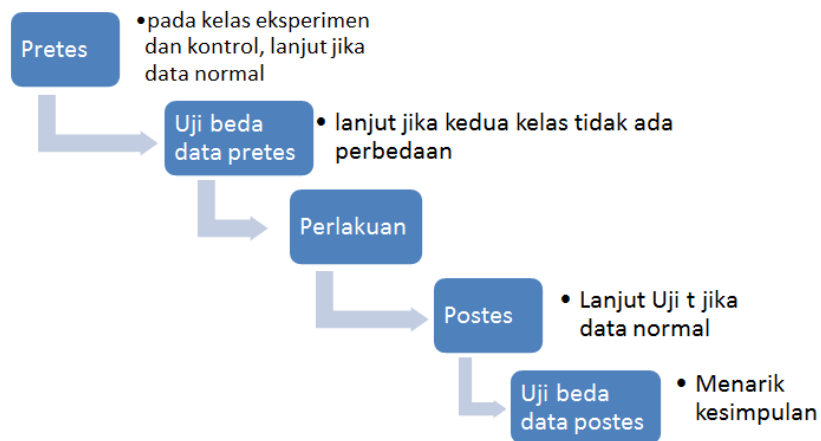 Pretes
•pada kelas eksperimen
dan kontrol, lanjut jika
data normal
Uji beda
data pretes
• lanjut jika kedua kelas tidak ada
perbedaan
Perlakuan
Postes
• Lanjut Uji t jika
data normal
Uji beda
data postes
• Menarik
kesimpulan